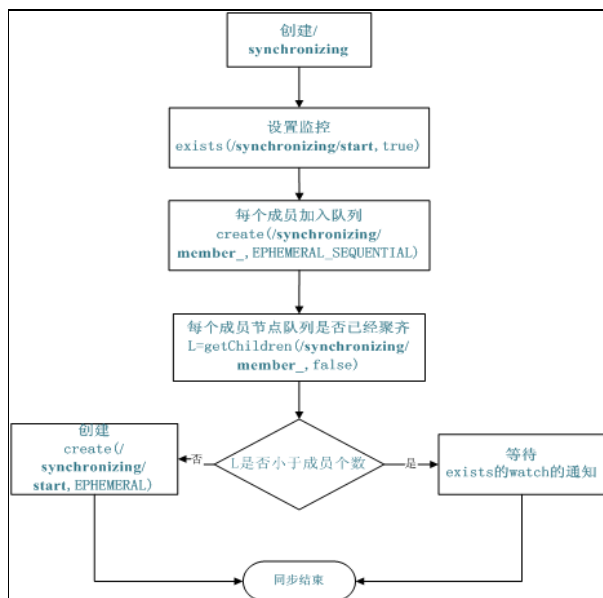 创建/
synchronizing
设置监控
exists(/synchronizing/start,true)
每个成员加入队列
create(/synchronizing/
member_,EPHEMERAL_SEQUENTIAL)
每个成员节点队列是否已经聚齐
L=getChildren(/synchronizing/
member_,false)
创建
create(/
synchronizing/
start,EPHEMERAL)
否
L是否小于成员个数
是
等待
exists的watch的通知
同步结束